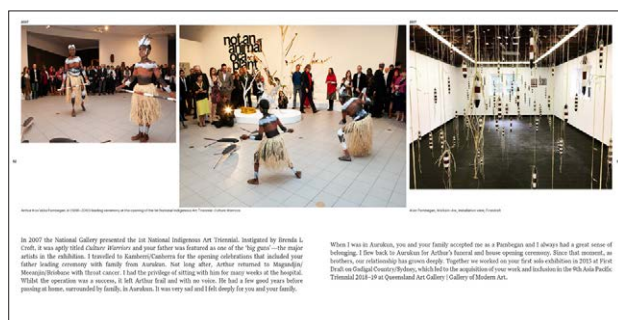 2007
2007
not an
animal
or a
plant
In 2007 the National Gallery presented the 1st National Indigenous Art Triennial. Instigated by Brenda L
Croft, it was aptly titled Culture Warriors and your father was featured as one of the 'big guns'—the major
artists in the exhibition. I travelled to Kamberri/Canberra for the opening celebrations that included your
father leading ceremony with family from Aurukun. Not long after, Arthur returned to Magandjin/
Meeanjin/Brisbane with throat cancer. I had the privilege of sitting with him for many weeks at the hospital.
Whilst the operation was a success, it left Arthur frail and with no voice. He had a few good years before
passing at home, surrounded by family, in Aurukun. It was very sad and I felt deeply for you and your family.
When I was in Aurukun, you and your family accepted me as a Pambegan and I always had a great sense of
belonging. I flew back to Aurukun for Arthur's funeral and house opening ceremony. Since that moment, as
brothers, our relationship has grown deeply. Together we worked on your first solo exhibition in 2013 at First
Draft on Gadigal Country/Sydney, which led to the acquisition of your work and inclusion in the 9th Asia Pacific
Triennial 2018–19 at Queensland Art Gallery | Gallery of Modern Art.